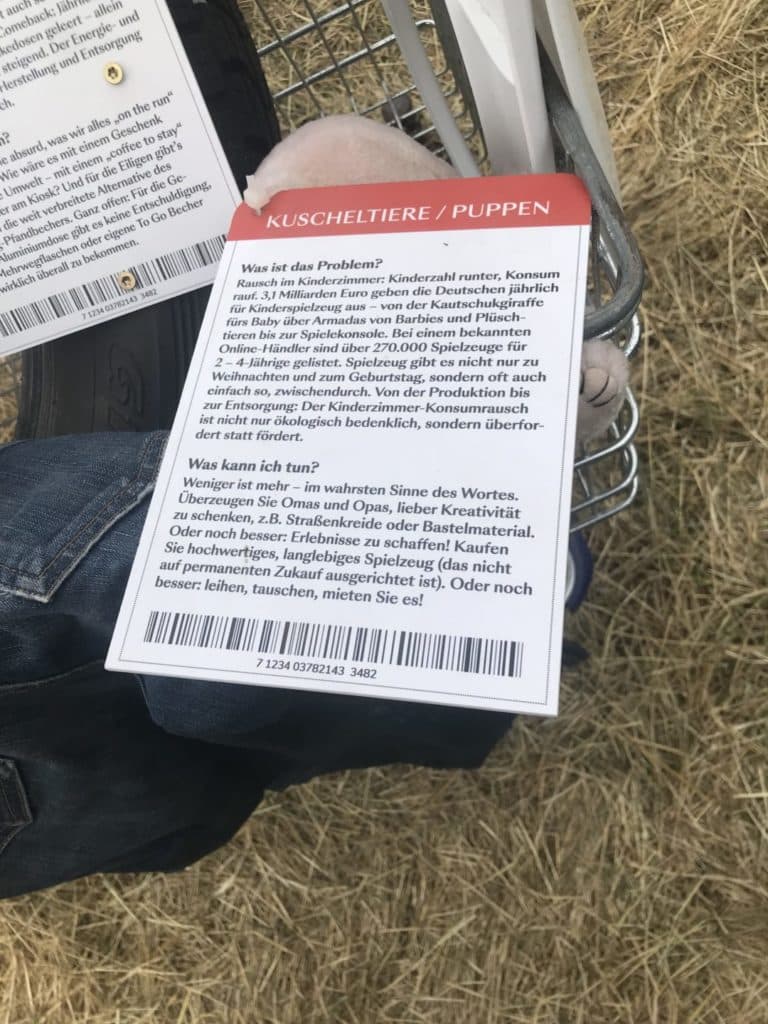 t auch s
Comeback: Jährl
kedosen geleert – allein
steigend. Der Energie- und
Herstellung und Entsorgung
ch.
n?
e absurd, was wir alles „on the run“
Wie wäre es mit einem Geschenk
Umwelt – mit einem „coffee to stay“
er am Kiosk? Und für die Eiligen gibt's
die weit verbreitete Alternative des
Pfandbechers. Ganz offen: Für die Ge-
Aluminiumdose gibt es keine Entschuldigung,
Mehrwegflaschen oder eigene To Go Becher
wirklich überall zu bekommen.
7 1234 03782143 3482
KUSCHELTIERE / PUPPEN
Was ist das Problem?
Rausch im Kinderzimmer: Kinderzahl runter, Konsum
rauf. 3,1 Milliarden Euro geben die Deutschen jährlich
für Kinderspielzeug aus – von der Kautschukgiraffe
fürs Baby über Armadas von Barbies und Plüsch-
tieren bis zur Spielekonsole. Bei einem bekannten
Online-Händler sind über 270.000 Spielzeuge für
2 – 4-Jährige gelistet. Spielzeug gibt es nicht nur zu
Weihnachten und zum Geburtstag, sondern oft auch
einfach so, zwischendurch. Von der Produktion bis
zur Entsorgung: Der Kinderzimmer-Konsumrausch
ist nicht nur ökologisch bedenklich, sondern überfor-
dert statt fördert.
Was kann ich tun?
Weniger ist mehr – im wahrsten Sinne des Wortes.
Überzeugen Sie Omas und Opas, lieber Kreativität
zu schenken, z.B. Straßenkreide oder Bastelmaterial.
Oder noch besser: Erlebnisse zu schaffen! Kaufen
Sie hochwertiges, langlebiges Spielzeug (das nicht
auf permanenten Zukauf ausgerichtet ist). Oder noch
besser: leihen, tauschen, mieten Sie es!
7 1234 03782143 3482